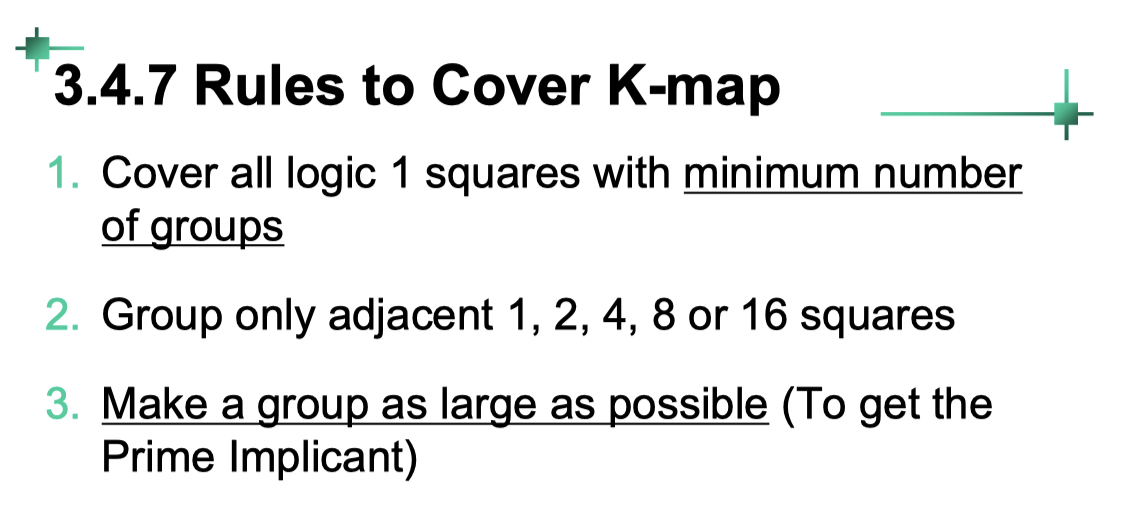 3.4.7 Rules to Cover K-map
1. Cover all logic 1 squares with minimum number
of groups
2. Group only adjacent 1, 2, 4, 8 or 16 squares
3. Make a group as large as possible (To get the
Prime Implicant)